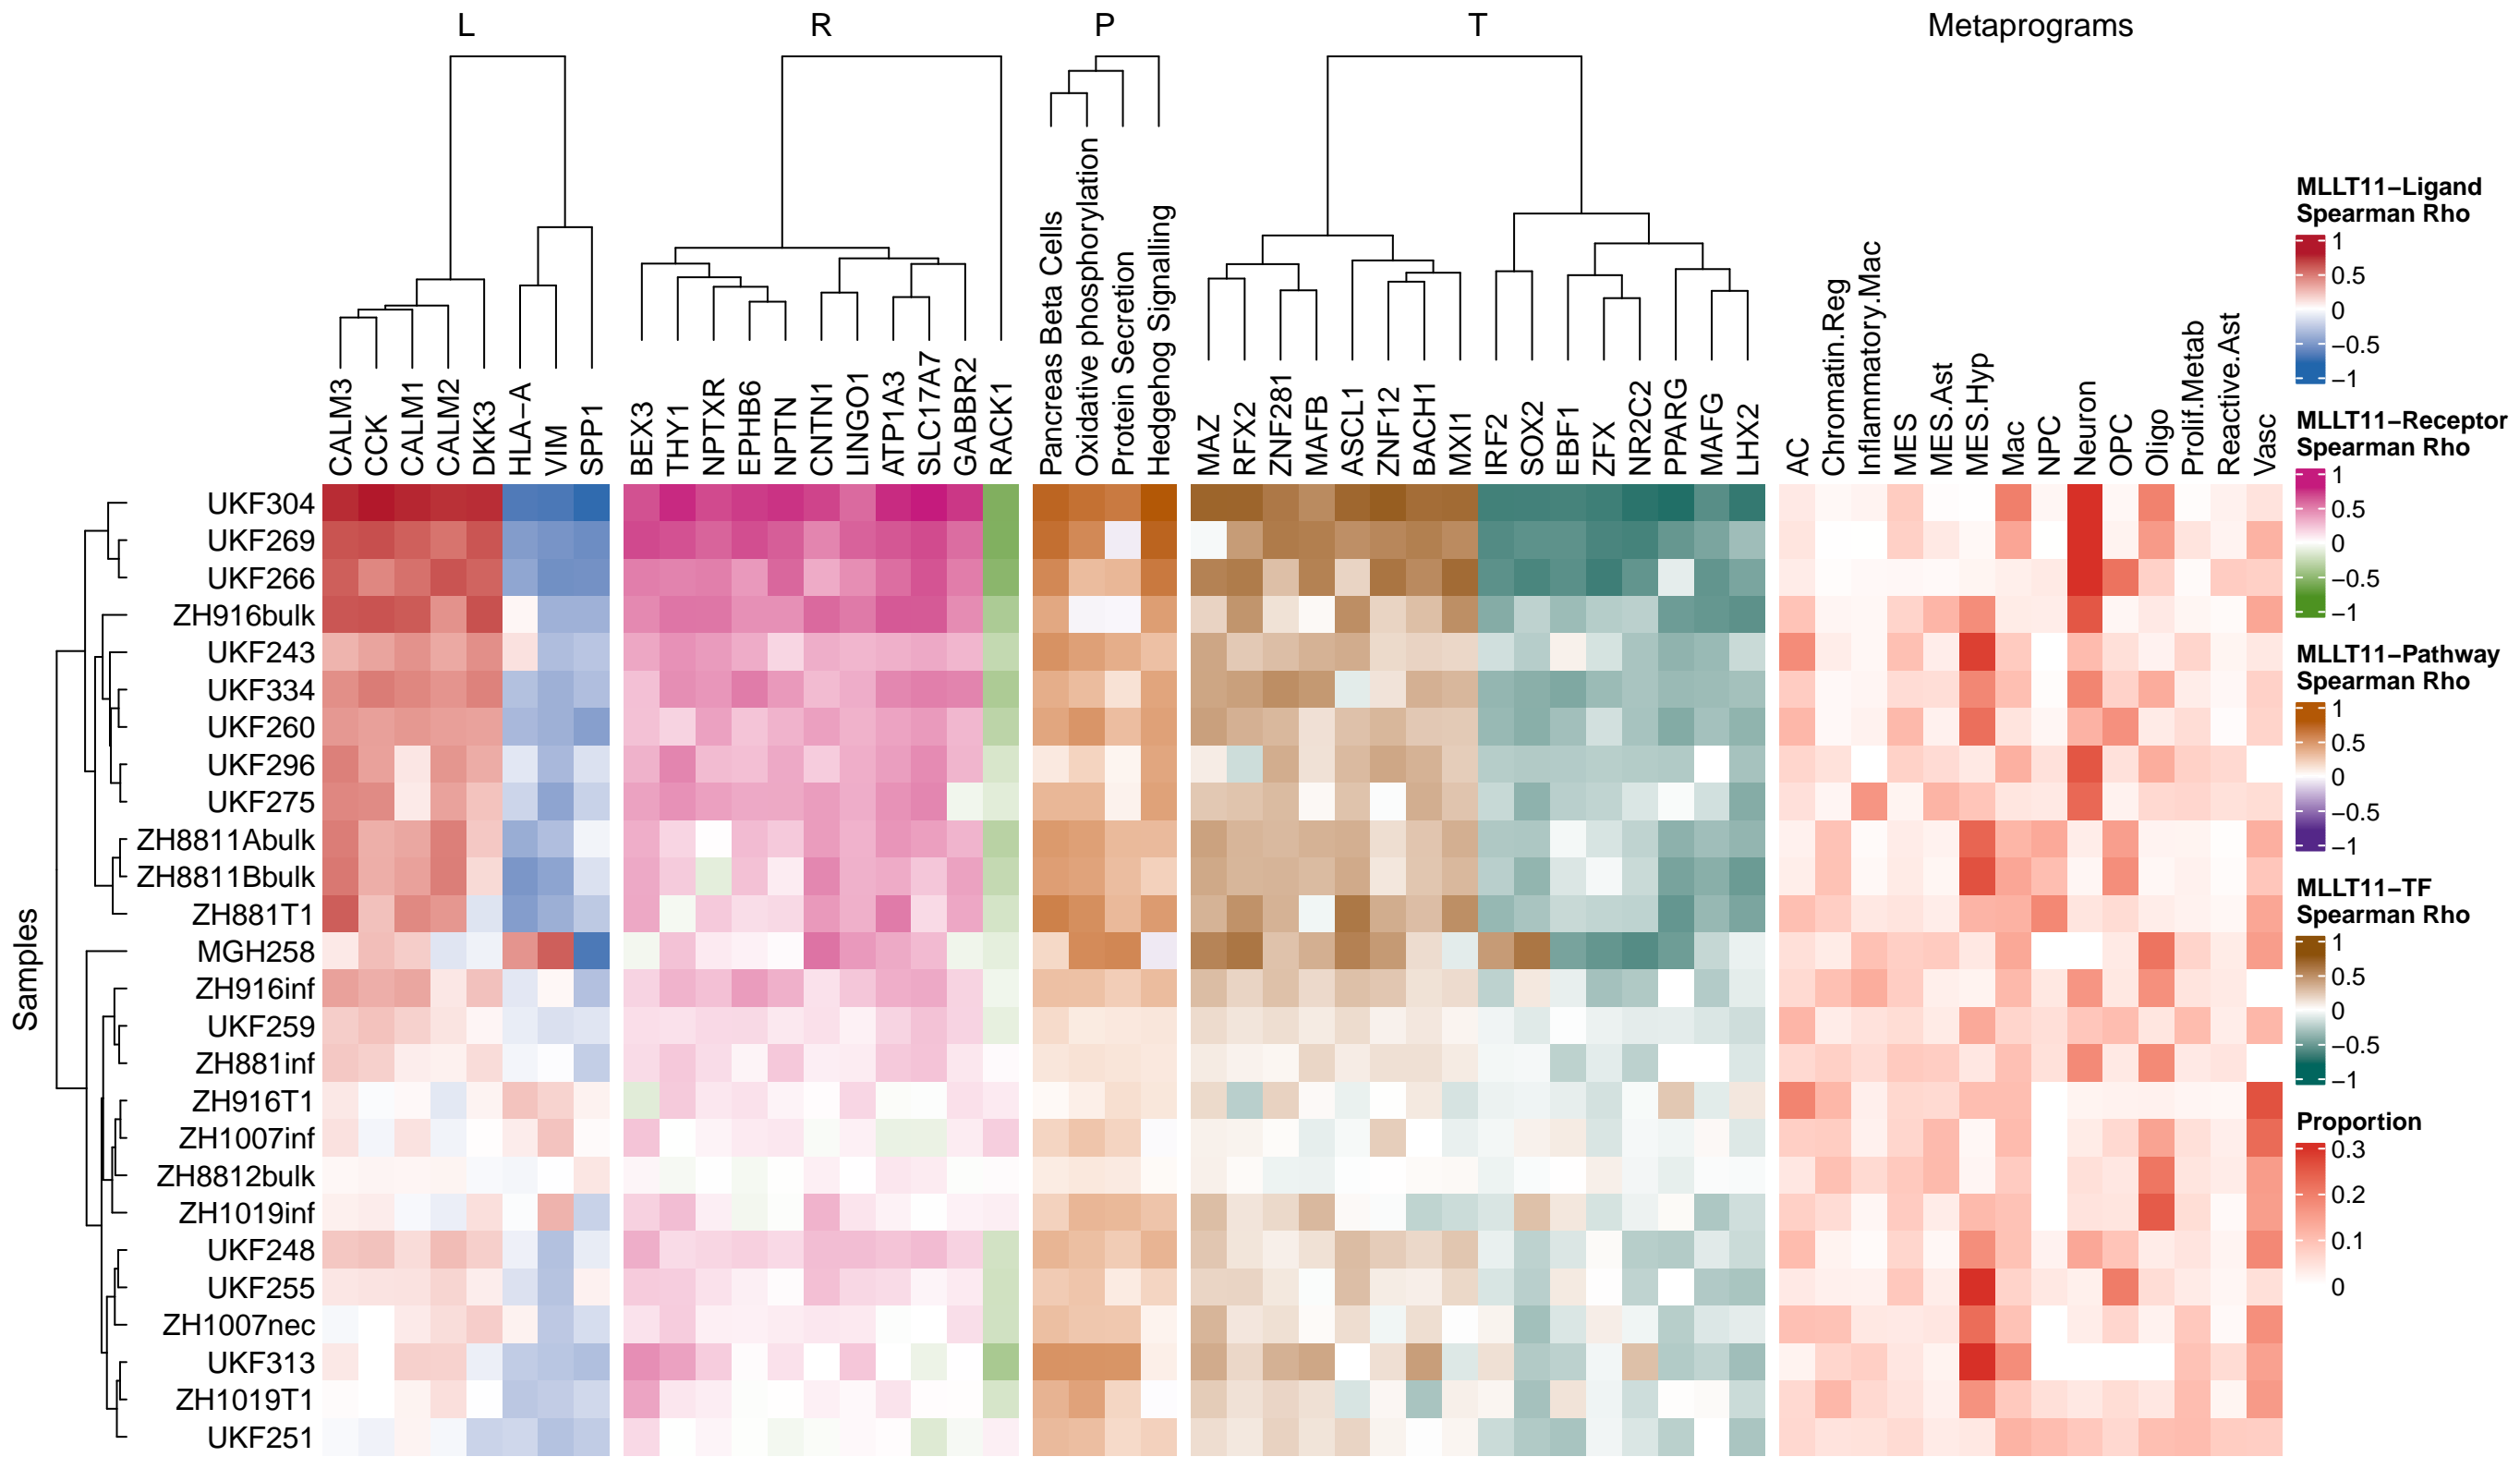 L R P T Metaprograms
CALM3 CCK CALM1 CALM2 DKK3 HLA−A VIM SPP1
BEX3 THY1 NPTXR EPHB6 NPTN CNTN1 LINGO1 ATP1A3 SLC17A7 GABBR2 RACK1
Pancreas Beta Cells
Oxidative phosphorylation
Protein Secretion
Hedgehog Signalling
MAZ RFX2 ZNF281 MAFB ASCL1 ZNF12 BACH1 MXI1 IRF2 SOX2 EBF1 ZFX NR2C2 PPARG MAFG LHX2
AC Chromatin.Reg Inflammatory.Mac MES MES.Ast MES.Hyp Mac NPC Neuron OPC Oligo Prolif.Metab Reactive.Ast Vasc
Samples
UKF304
UKF269
UKF266
ZH916bulk
UKF243
UKF334
UKF260
UKF296
UKF275
ZH8811Abulk
ZH8811Bbulk
ZH881T1
MGH258
ZH916inf
UKF259
ZH881inf
ZH916T1
ZH1007inf
ZH8812bulk
ZH1019inf
UKF248
UKF255
ZH1007nec
UKF313
ZH1019T1
UKF251
MLLT11−Ligand
Spearman Rho
1
0.5
0
−0.5
−1
MLLT11−Receptor
Spearman Rho
1
0.5
0
−0.5
−1
MLLT11−Pathway
Spearman Rho
1
0.5
0
−0.5
−1
MLLT11−TF
Spearman Rho
1
0.5
0
−0.5
−1
Proportion
0.3
0.2
0.1
0